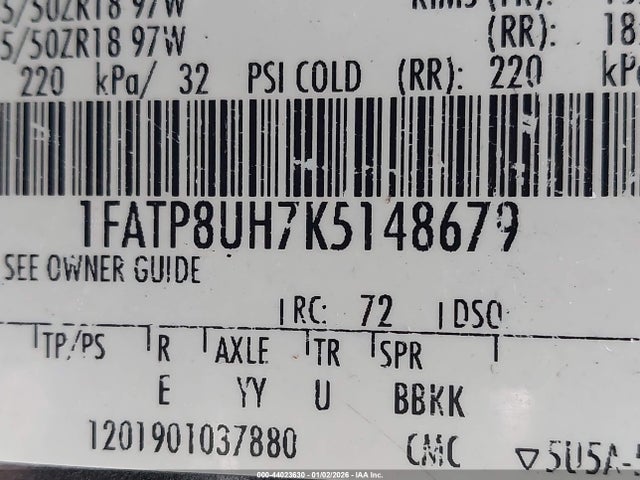 5/50ZR18 97W
(RR): 18
5/50ZR18 97W
220 kPa/ 32 PSI COLD (RR): 220 kP
1FATP8UH7K5148679
SEE OWNER GUIDE
RC: 72 DSO
TP/PS R AXLE TR SPR
E YY U BBKK
1201901037880 CMC ▽5U5A-5
000-44023630 - 01/02/2026 - IAA Inc.